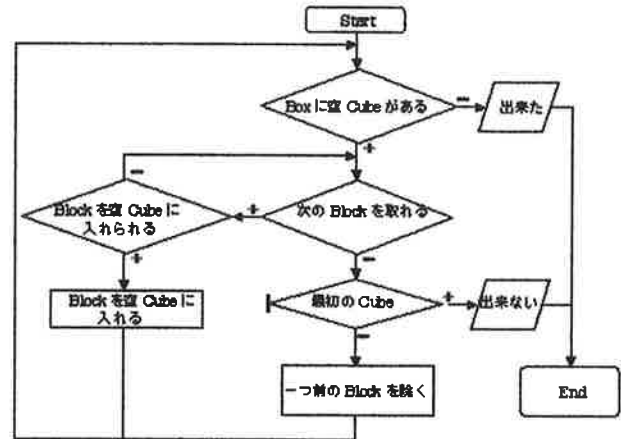 Start
Boxに空 Cubeがある
−
出来た
+
−
Blockを空 Cubeに
入れられる
+
次の Blockを取れる
+
−
Blockを空 Cubeに
入れる
最初の Cube
+
出来ない
−
一つ前の Blockを除く
End